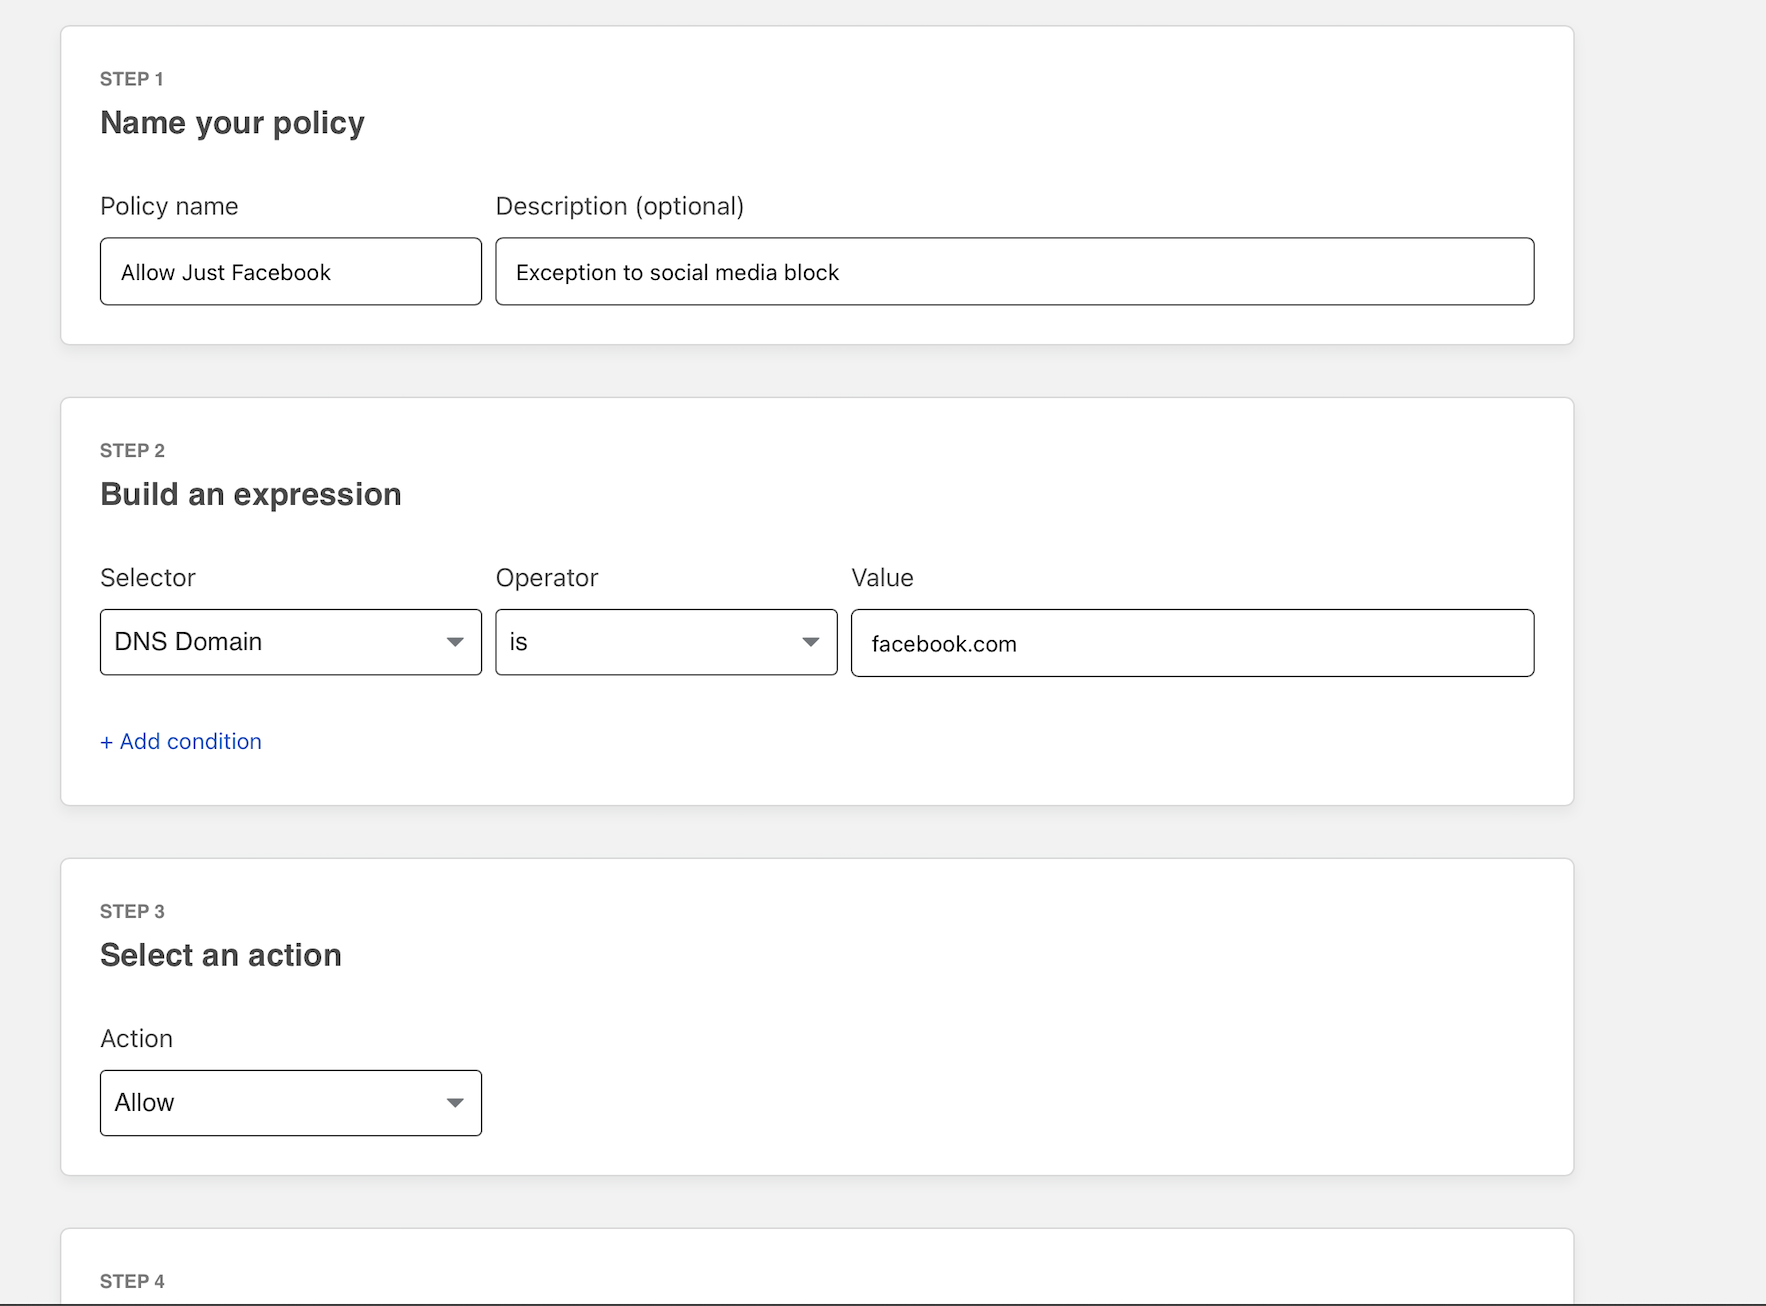 STEP 1
Name your policy
Policy name
Description (optional)
Allow Just Facebook
Exception to social media block
STEP 2
Build an expression
Selector
Operator
Value
DNS Domain
is
facebook.com
+ Add condition
STEP 3
Select an action
Action
Allow
STEP 4